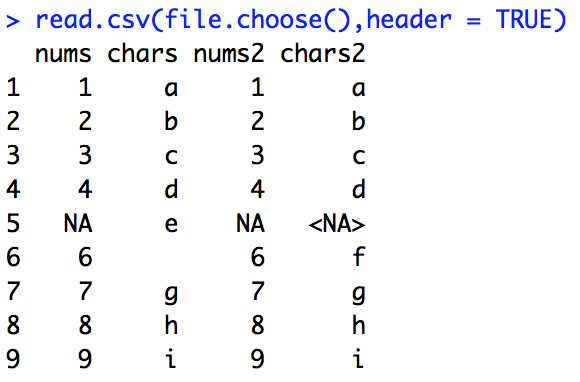 > read.csv(file.choose(),header = TRUE)
  nums chars nums2 chars2
1    1     a     1      a
2    2     b     2      b
3    3     c     3      c
4    4     d     4      d
5   NA     e    NA   <NA>
6    6           6      f
7    7     g     7      g
8    8     h     8      h
9    9     i     9      i